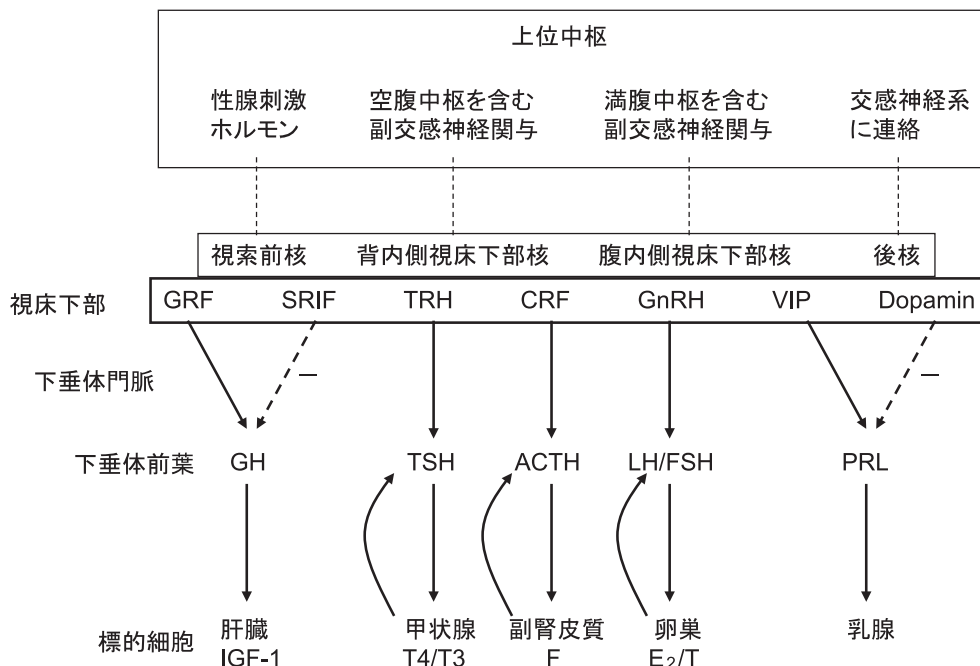 上位中枢
性腺刺激 空腹中枢を含む 満腹中枢を含む 交感神経系
ホルモン 副交感神経関与 副交感神経関与 に連絡
視索前核 背内側視床下部核 腹内側視床下部核 後核
視床下部 GRF SRIF TRH CRF GnRH VIP Dopamin
下垂体門脈 — —
下垂体前葉 GH TSH ACTH LH/FSH PRL
標的細胞 肝臓 甲状腺 副腎皮質 卵巣 乳腺
IGF-1 T4/T3 F E₂/T